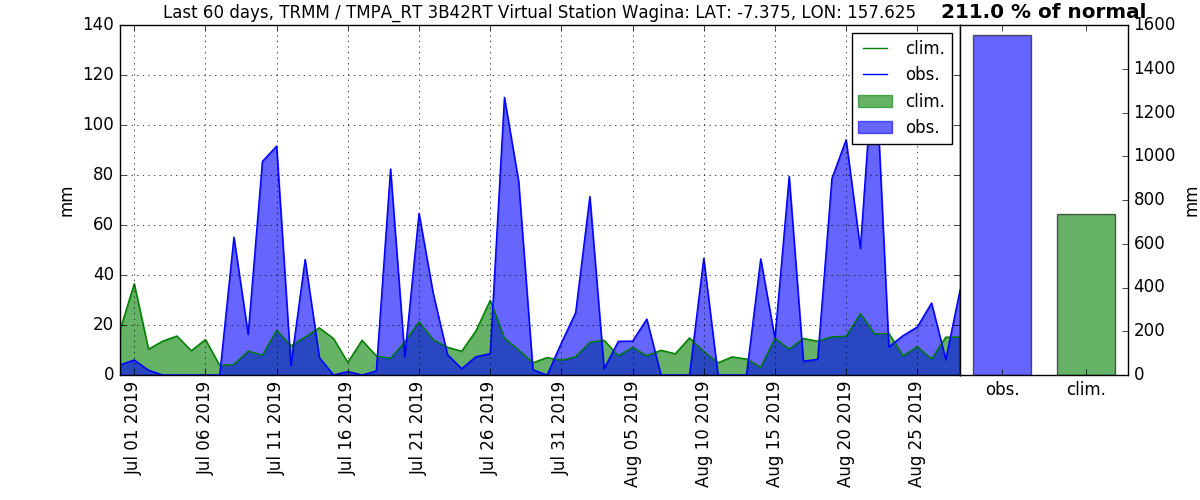 Last 60 days, TRMM / TMPA_RT 3B42RT Virtual Station Wagina: LAT: -7.375, LON: 157.625
211.0 % of normal
mm
140
120
100
80
60
40
20
0
clim.
obs.
clim.
obs.
Jul 01 2019
Jul 06 2019
Jul 11 2019
Jul 16 2019
Jul 21 2019
Jul 26 2019
Jul 31 2019
Aug 05 2019
Aug 10 2019
Aug 15 2019
Aug 20 2019
Aug 25 2019
1600
1400
1200
1000
800
600
400
200
0
mm
obs.
clim.